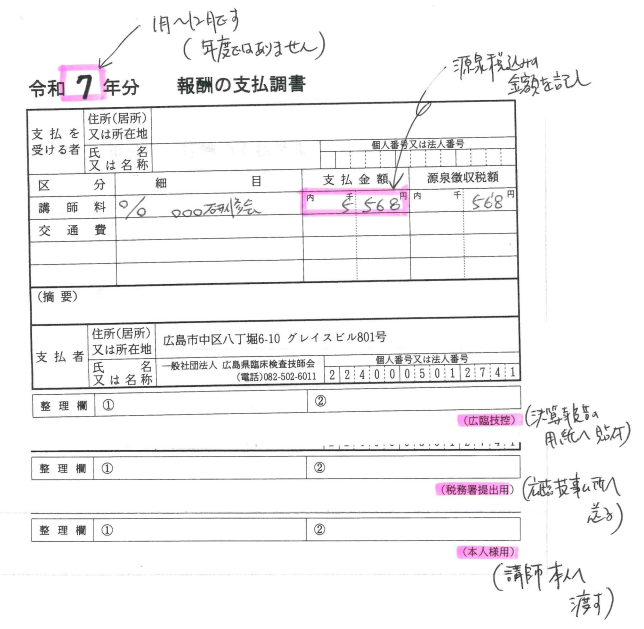 1月〜12月です
(年度ではありません)
源泉税込みの
金額を記し
令和 7 年分 報酬の支払調書
支払を受ける者
住所(居所)又は所在地
氏名又は名称
個人番号又は法人番号
区分 細目 支払金額 源泉徴収税額
講師料 % 〇〇〇研修会 内 千 円 5 568 内 千 円 568
交通費
(摘要)
支払者
住所(居所)又は所在地 広島市中区八丁堀6-10 グレイスビル801号
氏名又は名称 一般社団法人 広島県臨床検査技師会
(電話)082-502-6011
個人番号又は法人番号
2240005012741
整理欄 ① ②
(広臨技控)
(決算報告の
用紙へ貼付)
整理欄 ① ②
(税務署提出用)
(広臨技事ム所へ
送る)
整理欄 ① ②
(本人様用)
(講師本人へ
渡す)